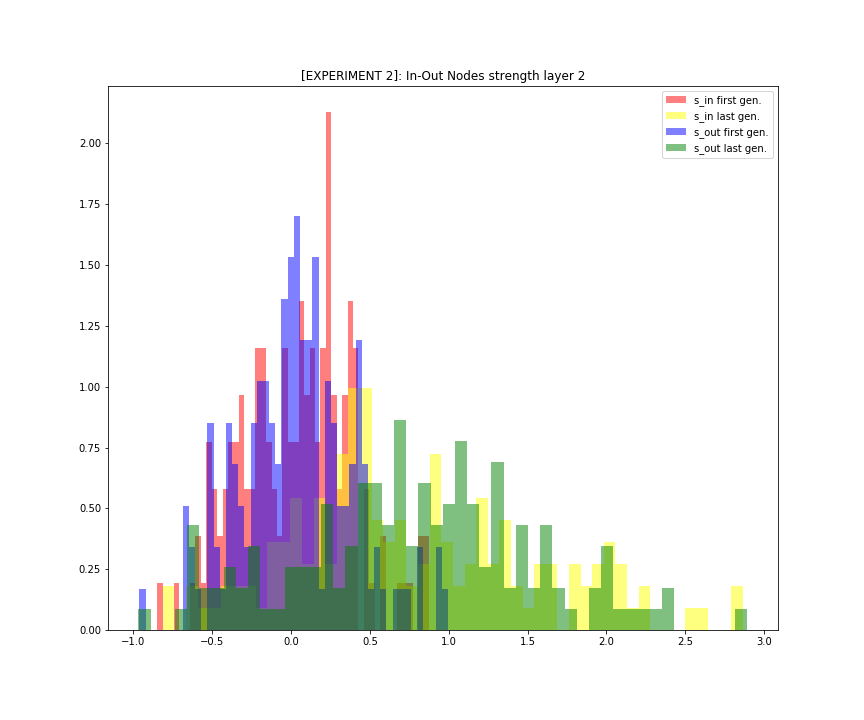 [EXPERIMENT 2]: In-Out Nodes strength layer 2
s_in first gen.
s_in last gen.
s_out first gen.
s_out last gen.
2.00
1.75
1.50
1.25
1.00
0.75
0.50
0.25
0.00
−1.0 −0.5 0.0 0.5 1.0 1.5 2.0 2.5 3.0